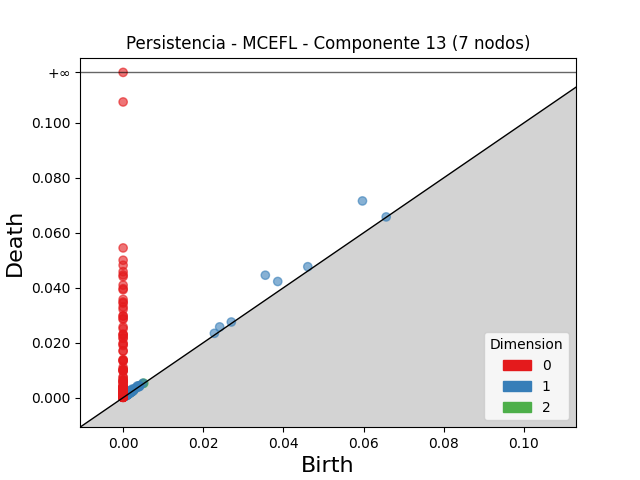 Persistencia - MCEFL - Componente 13 (7 nodos)
+∞
0.100
0.080
0.060
0.040
0.020
0.000
Death
0.00 0.02 0.04 0.06 0.08 0.10
Birth
Dimension
0
1
2